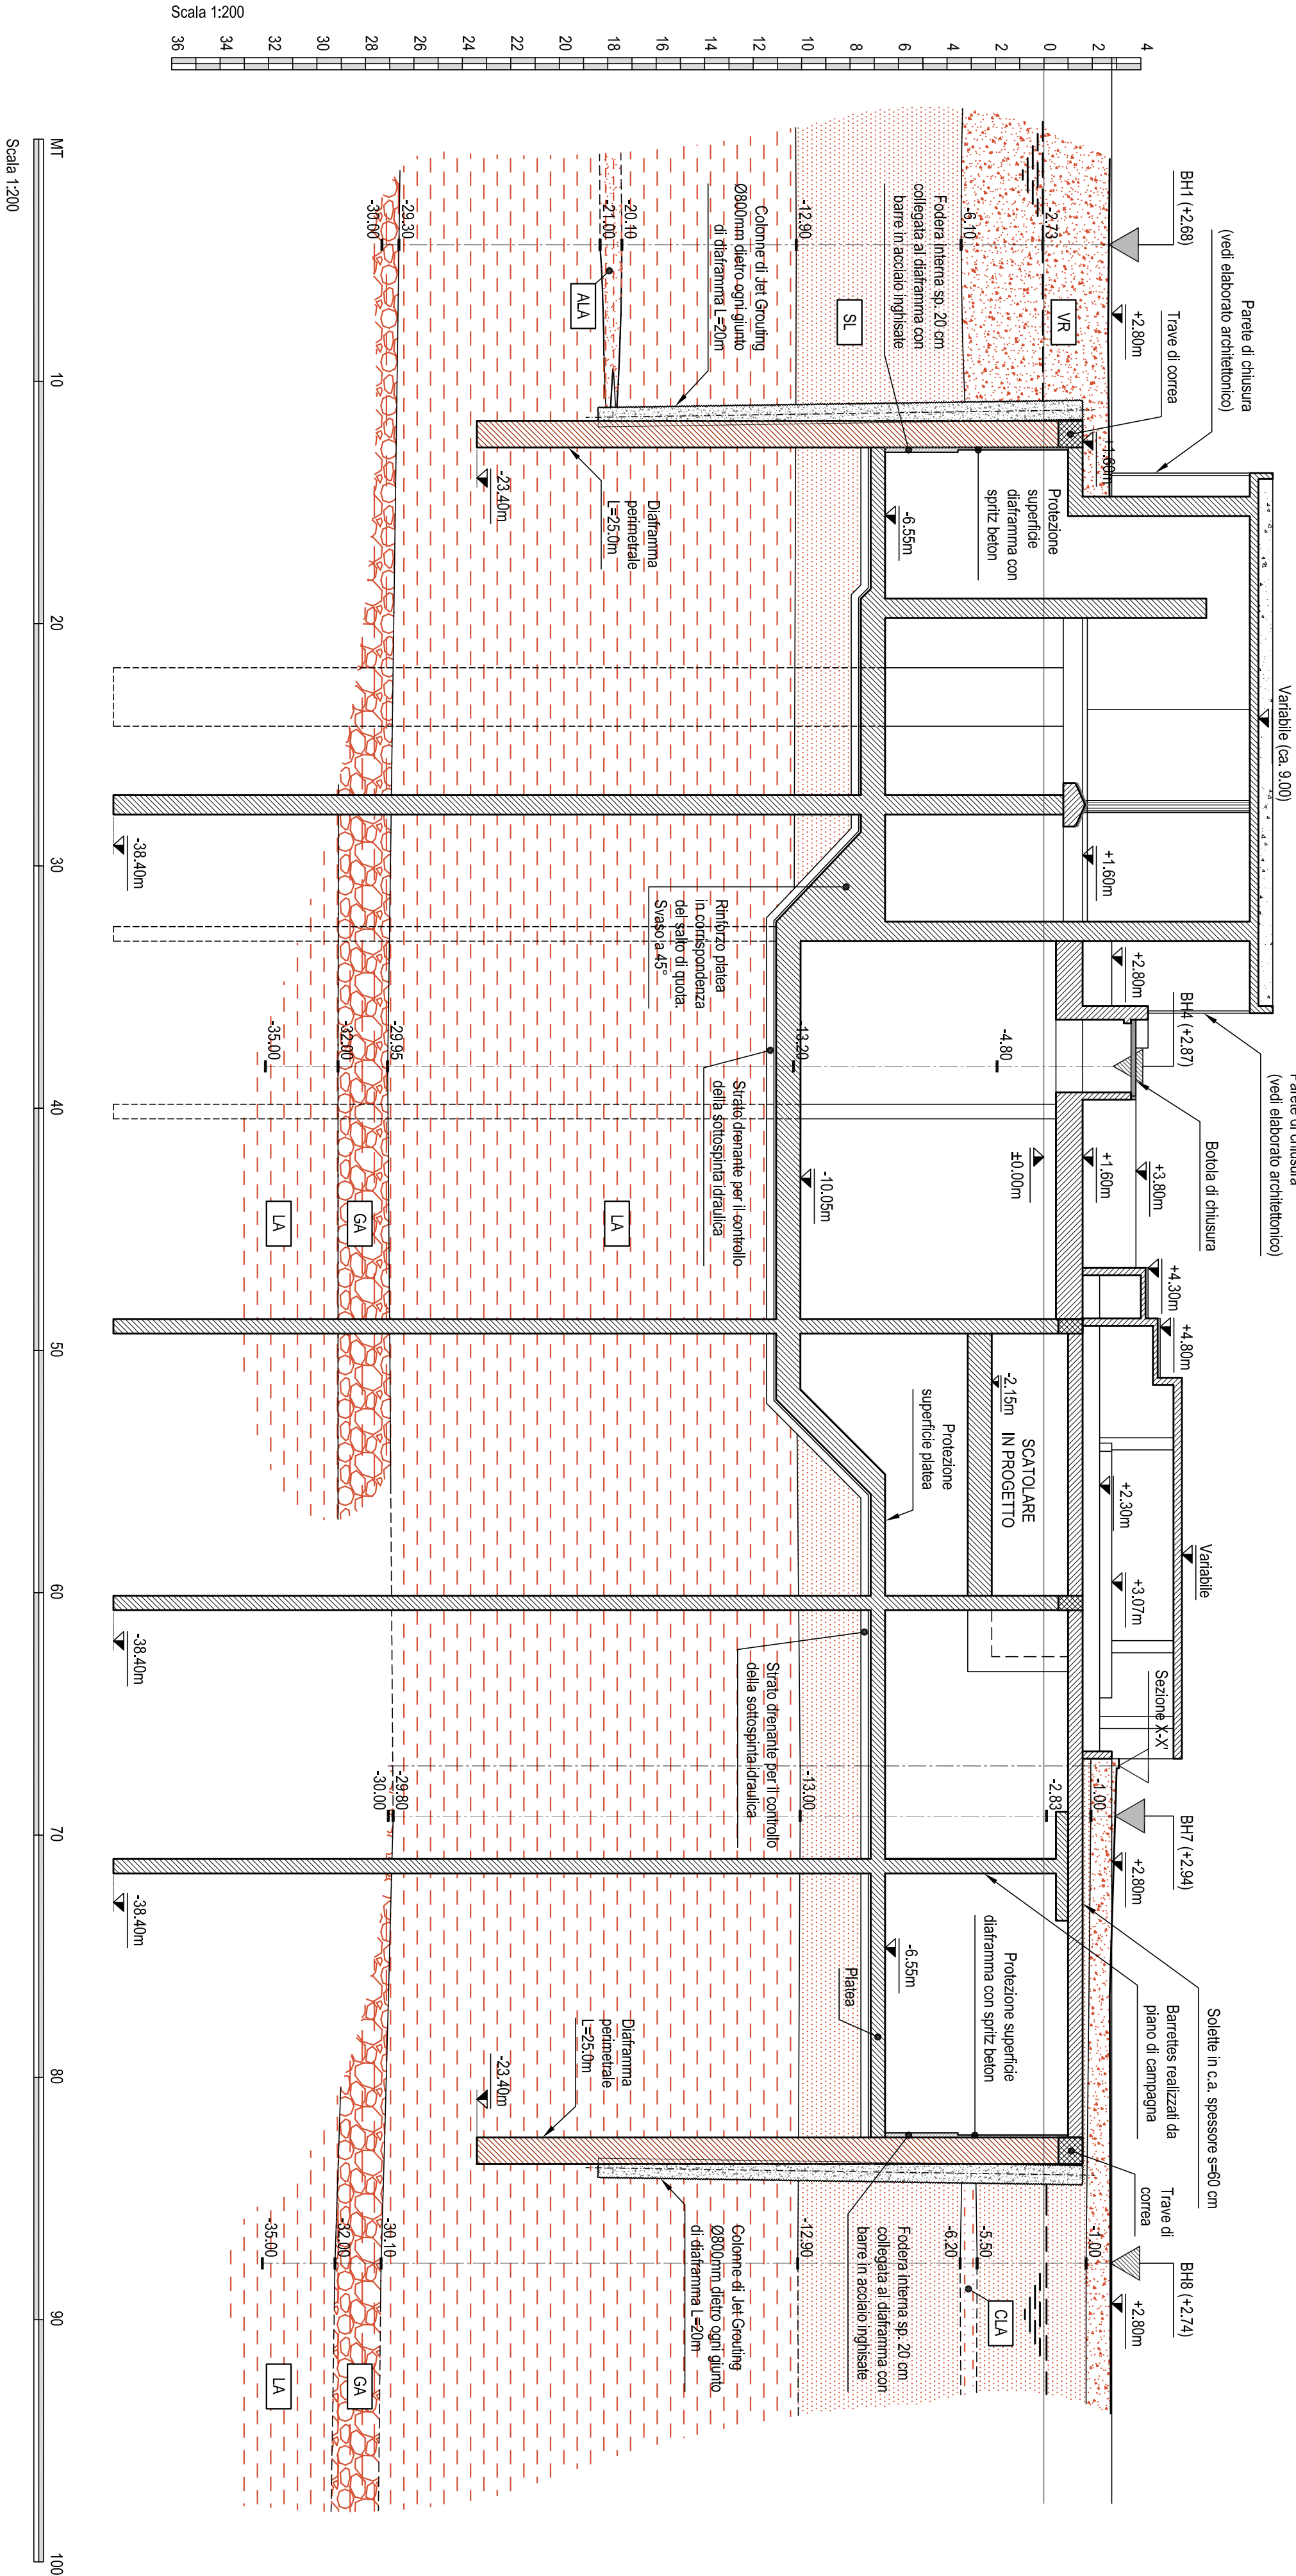 Scala 1:200
36
34
32
30
28
26
24
22
20
18
16
14
12
10
8
6
4
2
0
2
4
Scala 1:200
MT
10
20
30
40
50
60
70
80
90
100
BH1 (+2.68)
+2.80m
Parete di chiusura
(vedi elaborato architettonico)
Trave di correa
+1.60m
VR
-2.73
-6.10
Fodera interna sp. 20 cm
collegata al diaframma con
barre in acciaio inghisate
SL
-12.90
Colonne di Jet Grouting
Ø800mm dietro ogni giunto
di diaframma L=20m
-20.10
-21.00
ALA
-29.30
-30.00
Protezione
superficie
diaframma con
spritz beton
-6.55m
Diaframma
perimetrale
L=25.0m
-23.40m
Variabile (ca. 9.00)
+1.60m
-38.40m
Rinforzo platea
in corrispondenza
del salto di quota.
Svaso a 45°
+2.80m
BH4 (+2.87)
Parete di chiusura
(vedi elaborato architettonico)
Botola di chiusura
-4.80
-13.20
-29.95
-32.00
-35.00
Strato drenante per il controllo
della sottospinta idraulica
+3.80m
+1.60m
±0.00m
-10.05m
LA
GA
LA
+4.30m
+4.80m
-2.15m
SCATOLARE
IN PROGETTO
Protezione
superficie platea
+2.30m
Variabile
+3.07m
-38.40m
Strato drenante per il controllo
della sottospinta idraulica
Sezione X-X'
BH7 (+2.94)
+2.80m
-1.00
-2.83
-13.00
-29.80
-30.00
-38.40m
Solette in c.a. spessore s=60 cm
Barrettes realizzati da
piano di campagna
Protezione superficie
diaframma con spritz beton
-6.55m
Platea
Diaframma
perimetrale
L=25.0m
-23.40m
Trave di
correa
BH8 (+2.74)
+2.80m
-1.00
CLA
-5.50
-6.20
Fodera interna sp. 20 cm
collegata al diaframma con
barre in acciaio inghisate
-12.90
Colonne di Jet Grouting
Ø800mm dietro ogni giunto
di diaframma L=20m
-30.10
-32.00
-35.00
GA
LA